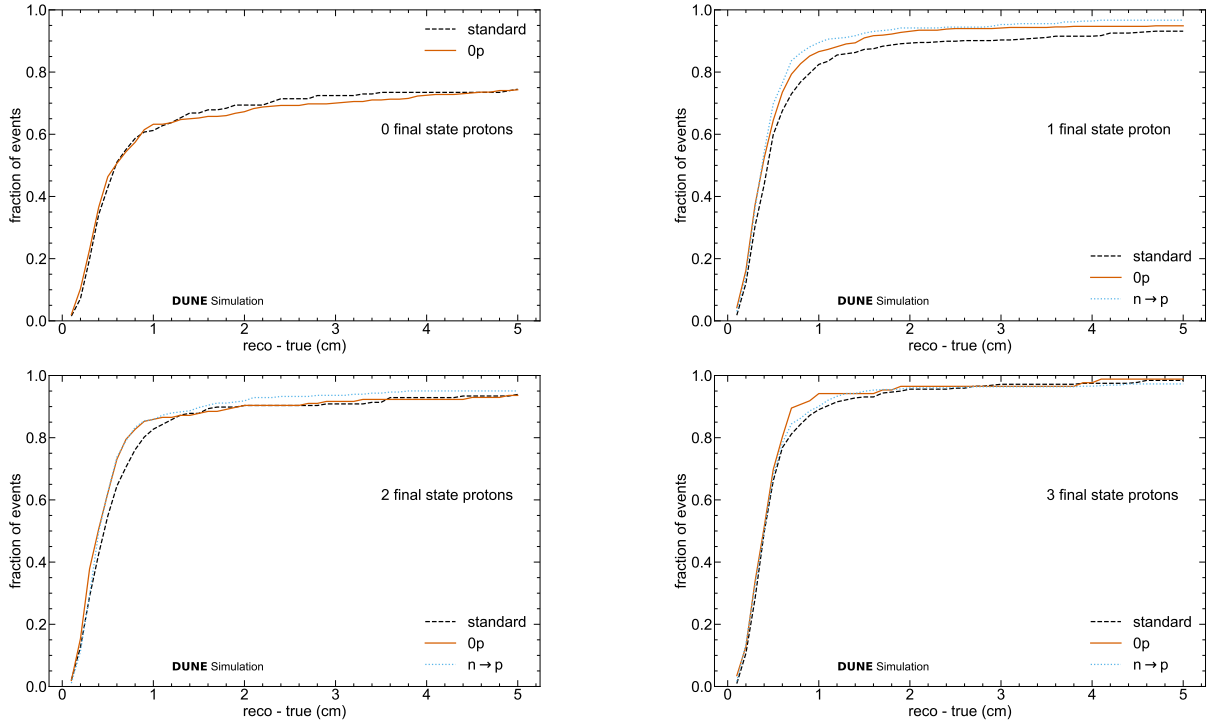 1.0
0.8
0.6
0.4
0.2
0.0
fraction of events
standard
0p
0 final state protons
DUNE Simulation
0 1 2 3 4 5
reco - true (cm)
1.0
0.8
0.6
0.4
0.2
0.0
fraction of events
1 final state proton
standard
0p
n→p
DUNE Simulation
0 1 2 3 4 5
reco - true (cm)
1.0
0.8
0.6
0.4
0.2
0.0
fraction of events
2 final state protons
standard
0p
n→p
DUNE Simulation
0 1 2 3 4 5
reco - true (cm)
1.0
0.8
0.6
0.4
0.2
0.0
fraction of events
3 final state protons
standard
0p
n→p
DUNE Simulation
0 1 2 3 4 5
reco - true (cm)